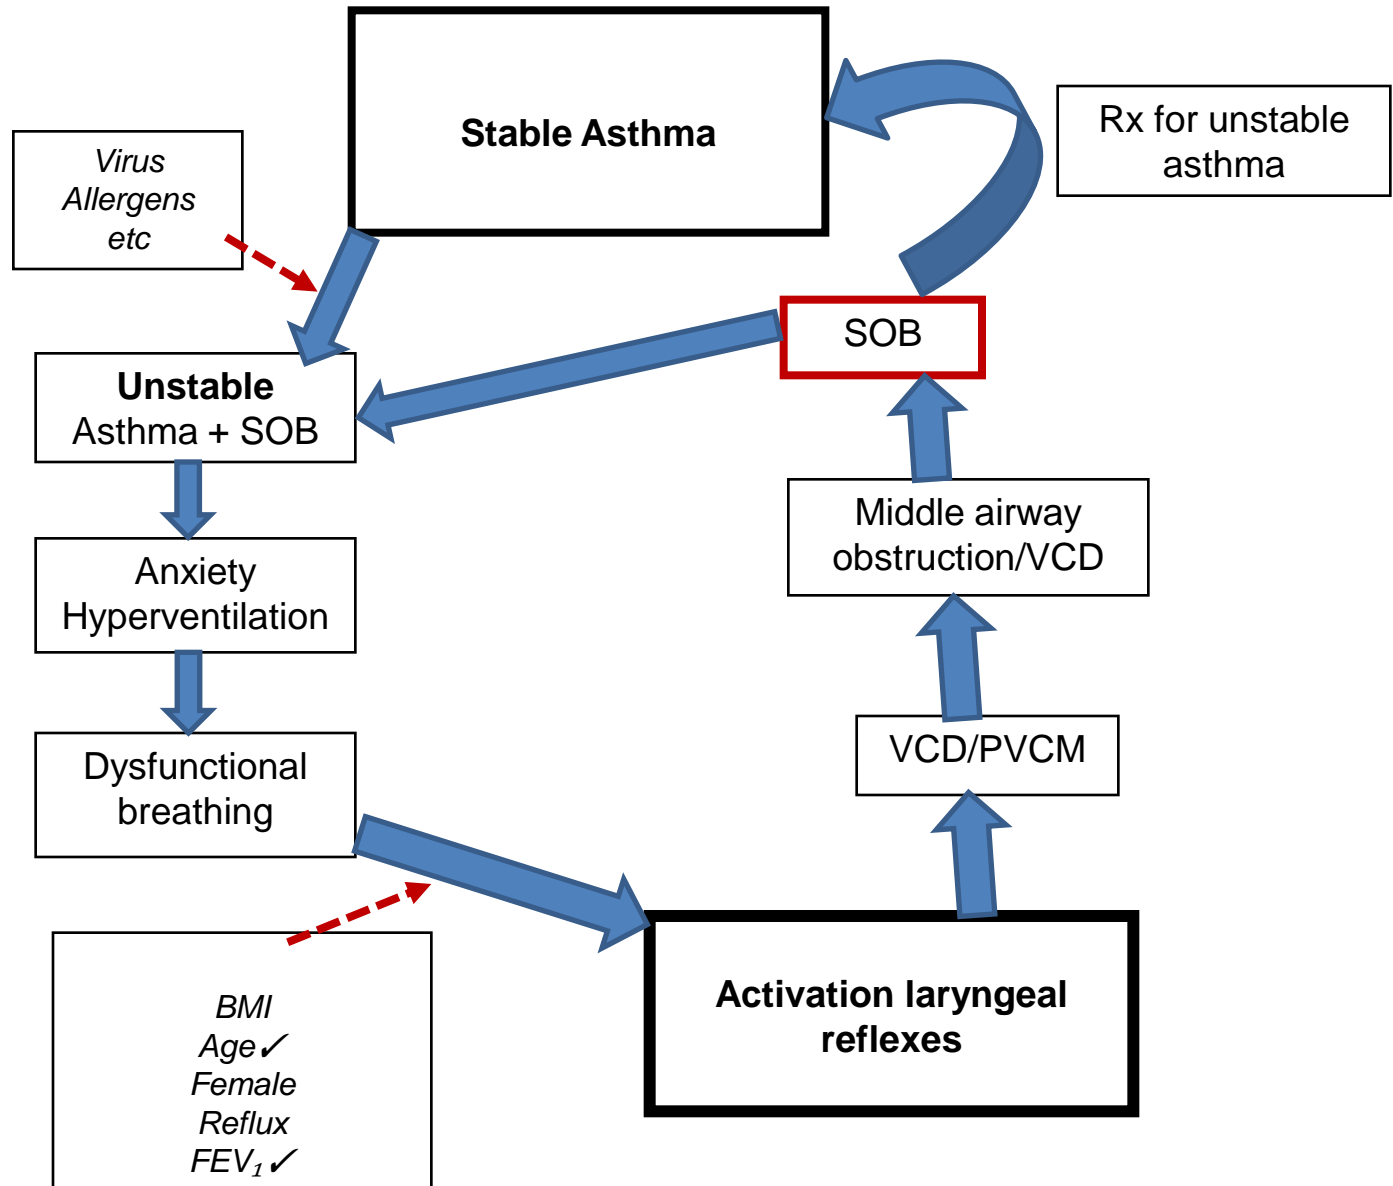 Stable Asthma
Rx for unstable
asthma
Virus
Allergens
etc
SOB
Unstable
Asthma + SOB
Middle airway
obstruction/VCD
Anxiety
Hyperventilation
VCD/PVCM
Dysfunctional
breathing
Activation laryngeal
reflexes
BMI
Age✓
Female
Reflux
FEV₁✓